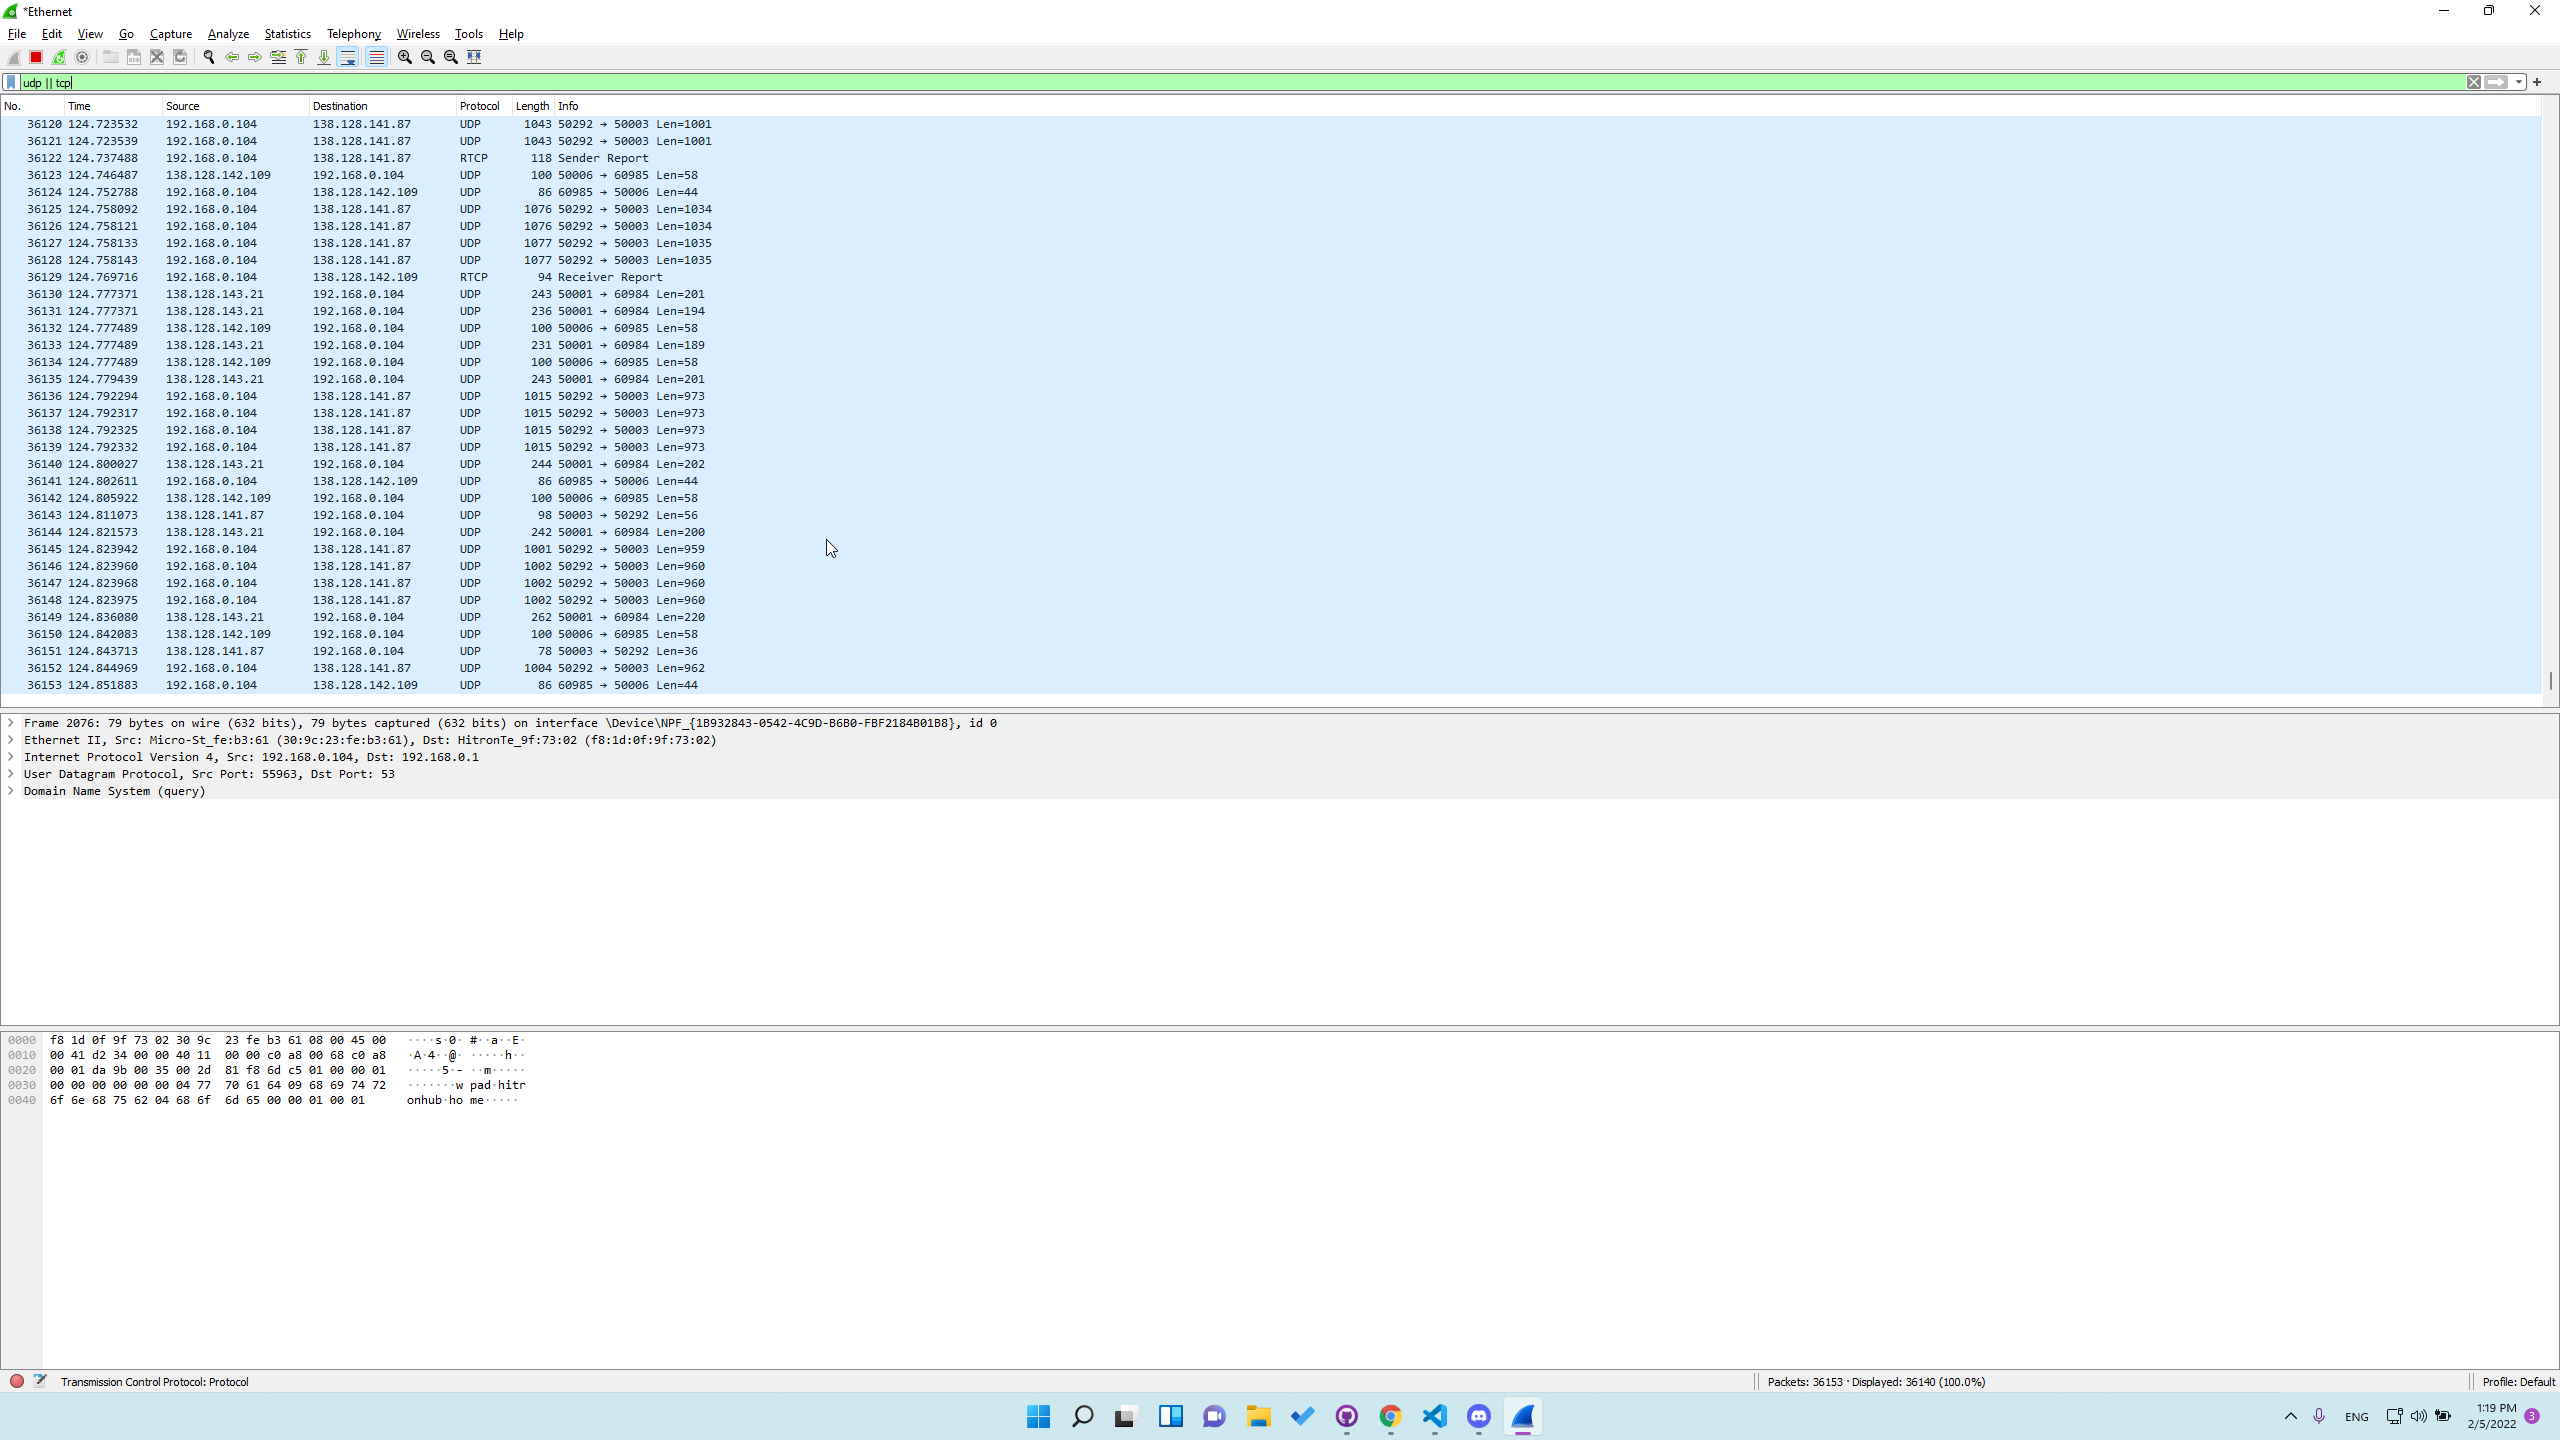 *Ethernet
File Edit View Go Capture Analyze Statistics Telephony Wireless Tools Help
udp || tcp
No. Time Source Destination Protocol Length Info
36120 124.723532 192.168.0.104 138.128.141.87 UDP 1043 50292 → 50003 Len=1001
36121 124.723539 192.168.0.104 138.128.141.87 UDP 1043 50292 → 50003 Len=1001
36122 124.737488 192.168.0.104 138.128.141.87 RTCP 118 Sender Report
36123 124.746487 138.128.142.109 192.168.0.104 UDP 100 50006 → 60985 Len=58
36124 124.752788 192.168.0.104 138.128.142.109 UDP 86 60985 → 50006 Len=44
36125 124.758092 192.168.0.104 138.128.141.87 UDP 1076 50292 → 50003 Len=1034
36126 124.758121 192.168.0.104 138.128.141.87 UDP 1076 50292 → 50003 Len=1034
36127 124.758133 192.168.0.104 138.128.141.87 UDP 1077 50292 → 50003 Len=1035
36128 124.758143 192.168.0.104 138.128.141.87 UDP 1077 50292 → 50003 Len=1035
36129 124.769716 192.168.0.104 138.128.142.109 RTCP 94 Receiver Report
36130 124.777371 138.128.143.21 192.168.0.104 UDP 243 50001 → 60984 Len=201
36131 124.777371 138.128.143.21 192.168.0.104 UDP 236 50001 → 60984 Len=194
36132 124.777489 138.128.142.109 192.168.0.104 UDP 100 50006 → 60985 Len=58
36133 124.777489 138.128.143.21 192.168.0.104 UDP 231 50001 → 60984 Len=189
36134 124.777489 138.128.142.109 192.168.0.104 UDP 100 50006 → 60985 Len=58
36135 124.779439 138.128.143.21 192.168.0.104 UDP 243 50001 → 60984 Len=201
36136 124.792294 192.168.0.104 138.128.141.87 UDP 1015 50292 → 50003 Len=973
36137 124.792317 192.168.0.104 138.128.141.87 UDP 1015 50292 → 50003 Len=973
36138 124.792325 192.168.0.104 138.128.141.87 UDP 1015 50292 → 50003 Len=973
36139 124.792332 192.168.0.104 138.128.141.87 UDP 1015 50292 → 50003 Len=973
36140 124.800027 138.128.143.21 192.168.0.104 UDP 244 50001 → 60984 Len=202
36141 124.802611 192.168.0.104 138.128.142.109 UDP 86 60985 → 50006 Len=44
36142 124.805922 138.128.142.109 192.168.0.104 UDP 100 50006 → 60985 Len=58
36143 124.811073 138.128.141.87 192.168.0.104 UDP 98 50003 → 50292 Len=56
36144 124.821573 138.128.143.21 192.168.0.104 UDP 242 50001 → 60984 Len=200
36145 124.823942 192.168.0.104 138.128.141.87 UDP 1001 50292 → 50003 Len=959
36146 124.823960 192.168.0.104 138.128.141.87 UDP 1002 50292 → 50003 Len=960
36147 124.823968 192.168.0.104 138.128.141.87 UDP 1002 50292 → 50003 Len=960
36148 124.823975 192.168.0.104 138.128.141.87 UDP 1002 50292 → 50003 Len=960
36149 124.836080 138.128.143.21 192.168.0.104 UDP 262 50001 → 60984 Len=220
36150 124.842083 138.128.142.109 192.168.0.104 UDP 100 50006 → 60985 Len=58
36151 124.843713 138.128.141.87 192.168.0.104 UDP 78 50003 → 50292 Len=36
36152 124.844969 192.168.0.104 138.128.141.87 UDP 1004 50292 → 50003 Len=962
36153 124.851883 192.168.0.104 138.128.142.109 UDP 86 60985 → 50006 Len=44
Frame 2076: 79 bytes on wire (632 bits), 79 bytes captured (632 bits) on interface \Device\NPF_{1B932843-0542-4C9D-B6B0-FBF2184B01B8}, id 0
Ethernet II, Src: Micro-St_fe:b3:61 (30:9c:23:fe:b3:61), Dst: HitronTe_9f:73:02 (f8:1d:0f:9f:73:02)
Internet Protocol Version 4, Src: 192.168.0.104, Dst: 192.168.0.1
User Datagram Protocol, Src Port: 55963, Dst Port: 53
Domain Name System (query)
0000 f8 1d 0f 9f 73 02 30 9c 23 fe b3 61 08 00 45 00 ····s·0· #··a··E·
0010 00 41 d2 34 00 00 40 11 00 00 c0 a8 00 68 c0 a8 ·A·4··@· ·····h··
0020 00 01 da 9b 00 35 00 2d 81 f8 6d c5 01 00 00 01 ·····5·- ··m·····
0030 00 00 00 00 00 00 04 77 70 61 64 09 68 69 74 72 ·······w pad·hitr
0040 6f 6e 68 75 62 04 68 6f 6d 65 00 00 01 00 01 onhub·ho me·····
Transmission Control Protocol: Protocol
Packets: 36153 · Displayed: 36140 (100.0%)
Profile: Default
ENG
1:19 PM
2/5/2022
3